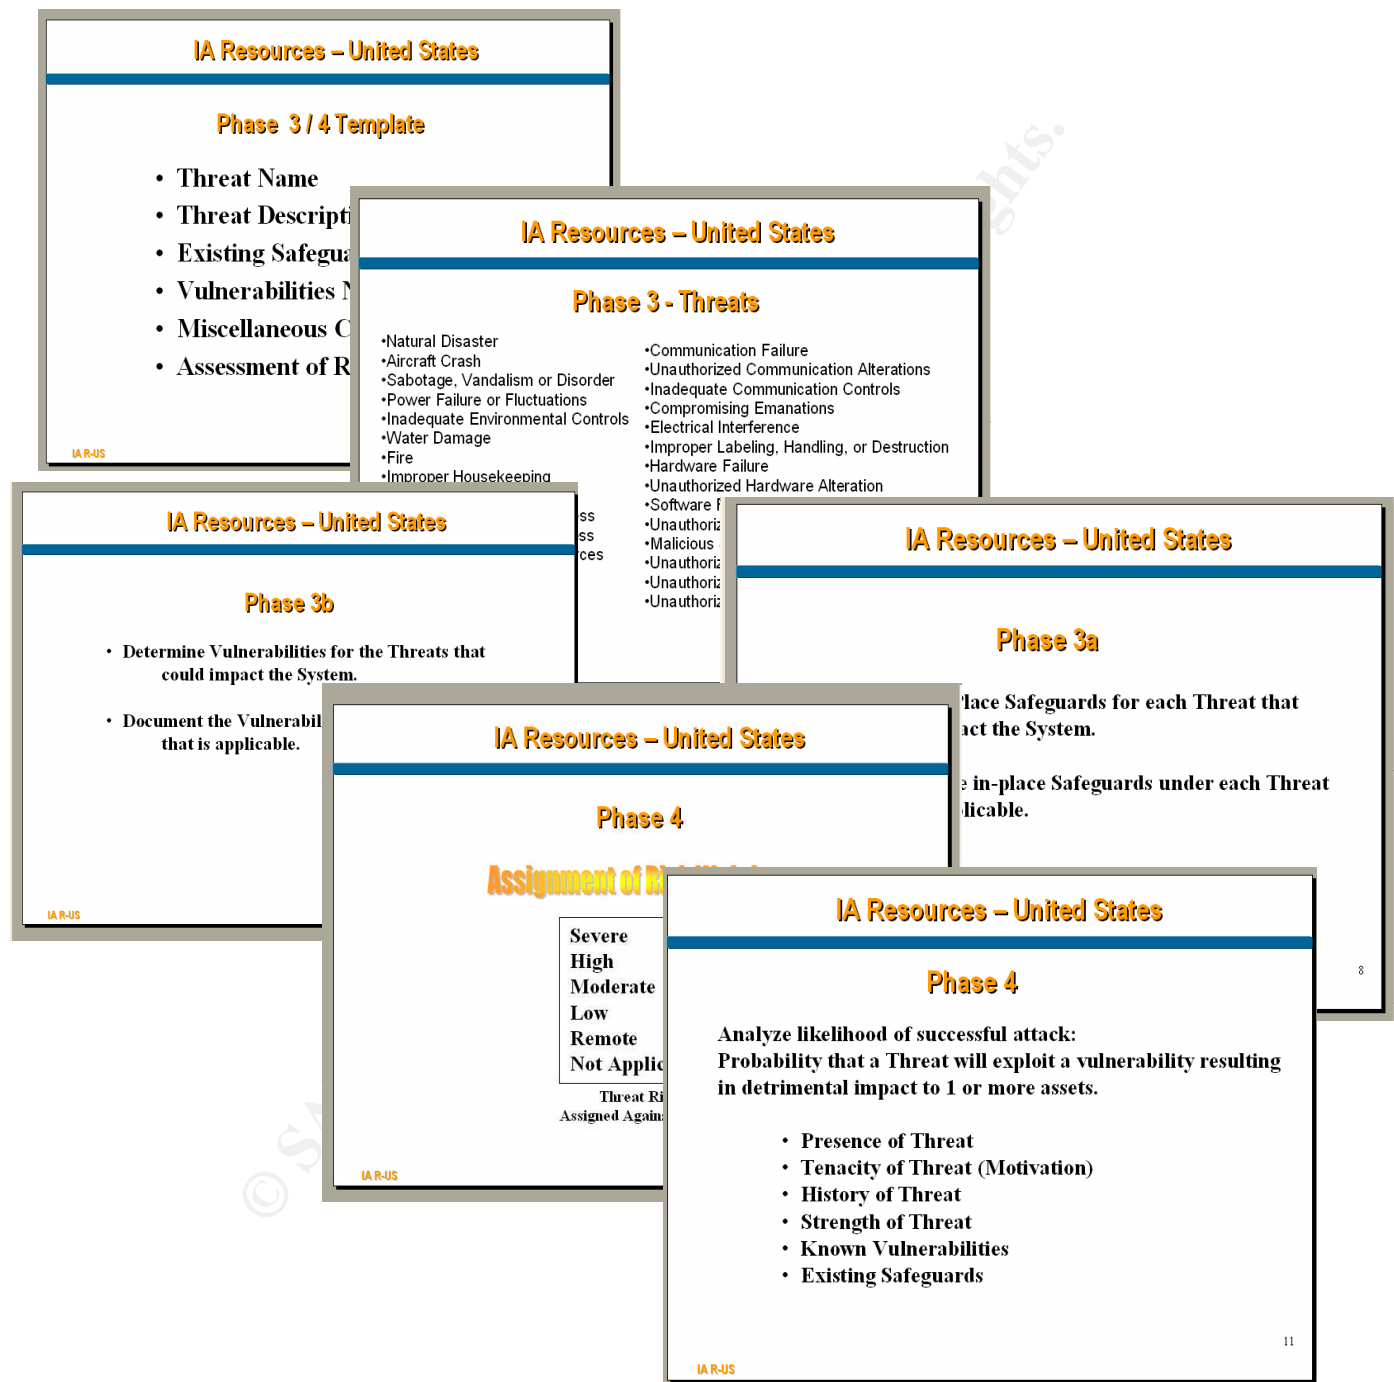 IA Resources – United States
Phase 3 / 4 Template
• Threat Name
• Threat
• Existing
• Vulnerabilities
• Miscellaneous
• Assessment of
IA R-US
IA Resources – United States
Phase 3 - Threats
•Natural Disaster
•Aircraft Crash
•Sabotage, Vandalism or Disorder
•Power Failure or Fluctuations
•Inadequate Environmental Controls
•Water Damage
•Fire
•Improper Housekeeping
•Communication Failure
•Unauthorized Communication Alterations
•Inadequate Communication Controls
•Compromising Emanations
•Electrical Interference
•Improper Labeling, Handling, or Destruction
•Hardware Failure
•Unauthorized Hardware Alteration
•Software
•Malicious
IA Resources – United States
Phase 3b
• Determine Vulnerabilities for the Threats that
could impact the System.
• Document the
that is applicable.
IA R-US
IA Resources – United States
Phase 3a
Safeguards for each Threat that
the System.
in-place Safeguards under each Threat
8
IA Resources – United States
Phase 4
Assignment of
Severe
High
Moderate
Low
Remote
Not
Threat
Assigned
IA R-US
IA Resources – United States
Phase 4
Analyze likelihood of successful attack:
Probability that a Threat will exploit a vulnerability resulting
in detrimental impact to 1 or more assets.
• Presence of Threat
• Tenacity of Threat (Motivation)
• History of Threat
• Strength of Threat
• Known Vulnerabilities
• Existing Safeguards
11
IA R-US